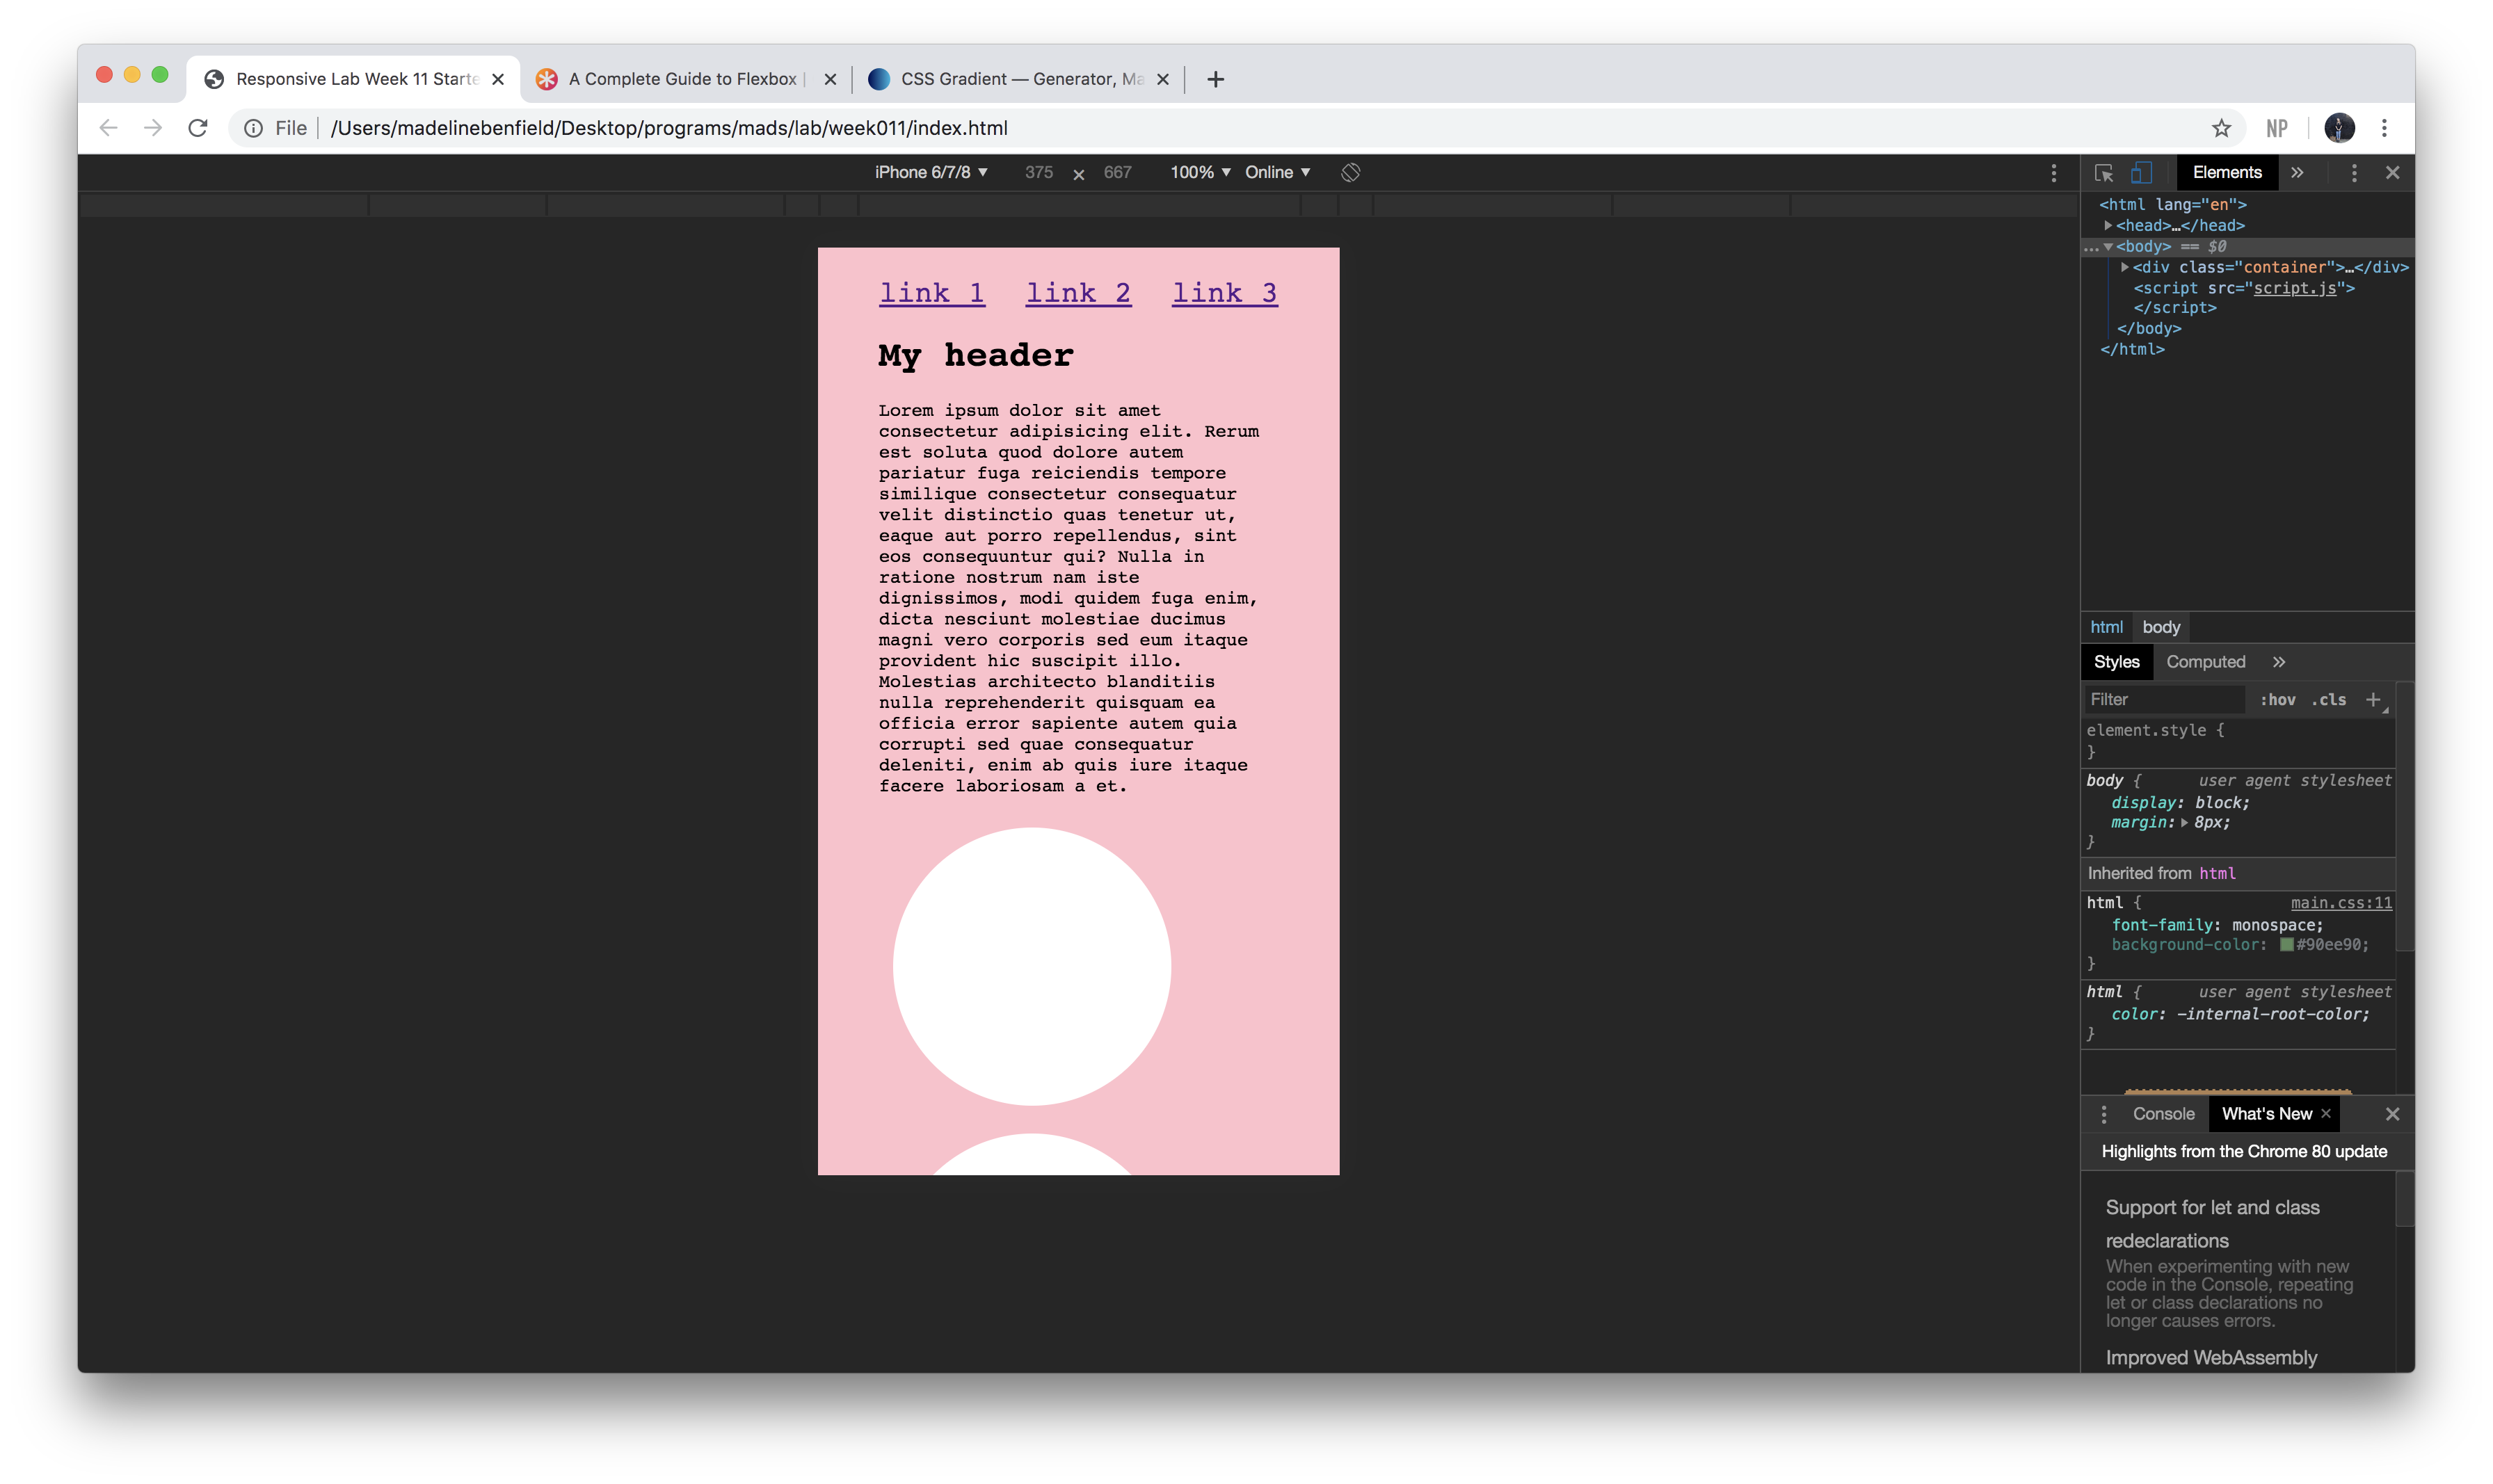 Responsive Lab Week 11 Starte
A Complete Guide to Flexbox |
CSS Gradient — Generator, Ma
File
/Users/madelinebenfield/Desktop/programs/mads/lab/week011/index.html
NP
iPhone 6/7/8 ▼ 375 × 667 100% ▼ Online ▼
link 1 link 2 link 3
My header
Lorem ipsum dolor sit amet
consectetur adipisicing elit. Rerum
est soluta quod dolore autem
pariatur fuga reiciendis tempore
similique consectetur consequatur
velit distinctio quas tenetur ut,
eaque aut porro repellendus, sint
eos consequuntur qui? Nulla in
ratione nostrum nam iste
dignissimos, modi quidem fuga enim,
dicta nesciunt molestiae ducimus
magni vero corporis sed eum itaque
provident hic suscipit illo.
Molestias architecto blanditiis
nulla reprehenderit quisquam ea
officia error sapiente autem quia
corrupti sed quae consequatur
deleniti, enim ab quis iure itaque
facere laboriosam a et.
Elements »
<html lang="en">
<head>…</head>
… <body> == $0
<div class="container">…</div>
<script src="script.js">
</script>
</body>
</html>
html body
Styles Computed »
Filter :hov .cls +
element.style {
}
body { user agent stylesheet
display: block;
margin: 8px;
}
Inherited from html
html { main.css:11
font-family: monospace;
background-color: #90ee90;
}
html { user agent stylesheet
color: -internal-root-color;
}
Console What's New ×
Highlights from the Chrome 80 update
Support for let and class
redeclarations
When experimenting with new
code in the Console, repeating
let or class declarations no
longer causes errors.
Improved WebAssembly